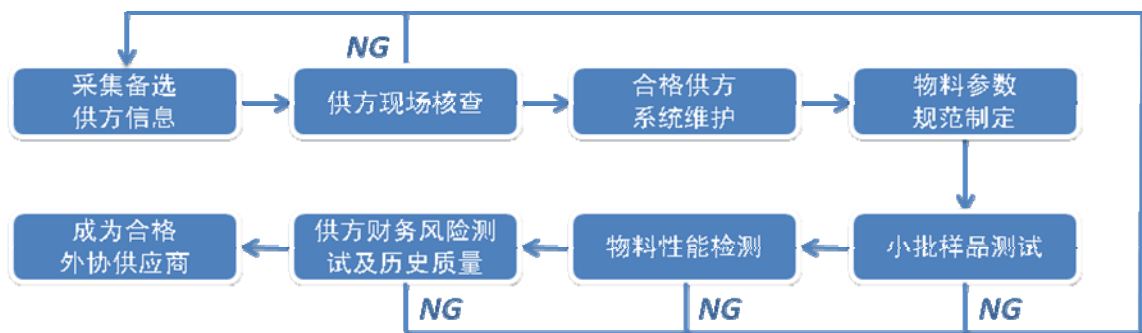 NG
采集备选
供方信息
供方现场核查
合格供方
系统维护
物料参数
规范制定
成为合格
外协供应商
供方财务风险测
试及历史质量
物料性能检测
小批样品测试
NG
NG
NG